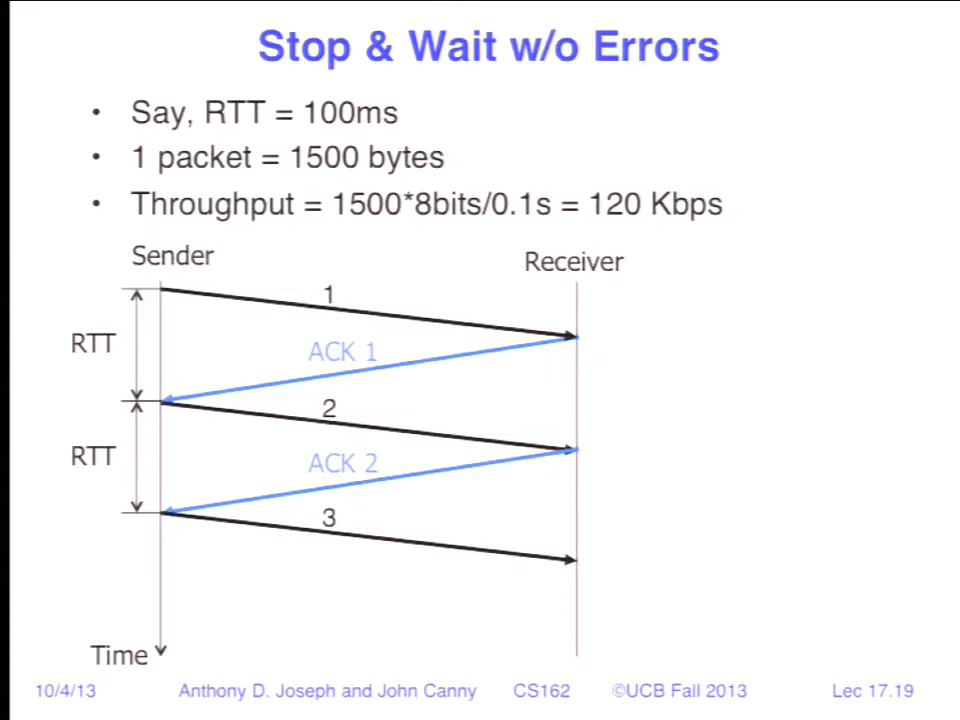 Stop & Wait w/o Errors
• Say, RTT = 100ms
• 1 packet = 1500 bytes
• Throughput = 1500*8bits/0.1s = 120 Kbps
Sender
Receiver
1
RTT
ACK 1
2
RTT
ACK 2
3
Time
10/4/13 Anthony D. Joseph and John Canny CS162 ©UCB Fall 2013 Lec 17.19